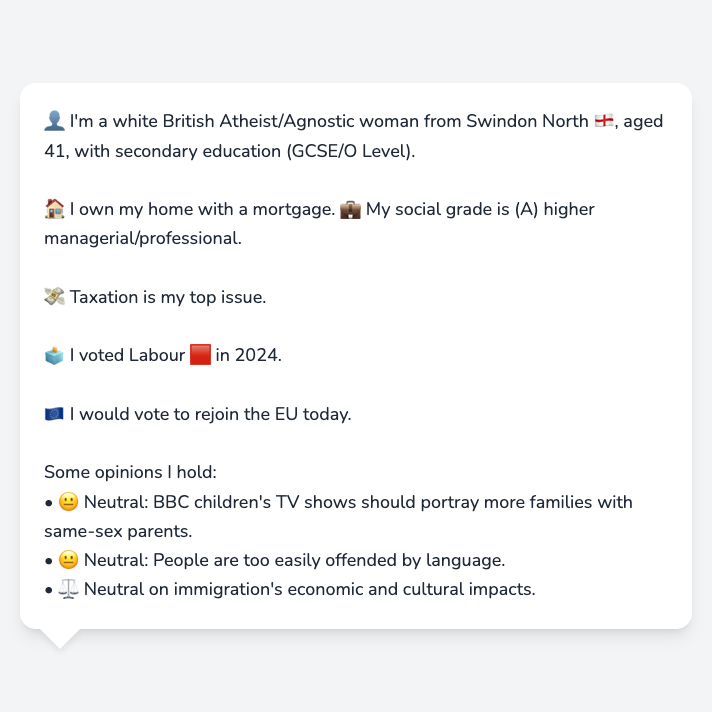 👤 I'm a white British Atheist/Agnostic woman from Swindon North 🏴󠁧󠁢󠁥󠁮󠁧󠁿, aged
41, with secondary education (GCSE/O Level).
🏠 I own my home with a mortgage. 💼 My social grade is (A) higher
managerial/professional.
💸 Taxation is my top issue.
🗳️ I voted Labour 🟥 in 2024.
🇪🇺 I would vote to rejoin the EU today.
Some opinions I hold:
• 😐 Neutral: BBC children's TV shows should portray more families with
same-sex parents.
• 😐 Neutral: People are too easily offended by language.
• ⚖️ Neutral on immigration's economic and cultural impacts.